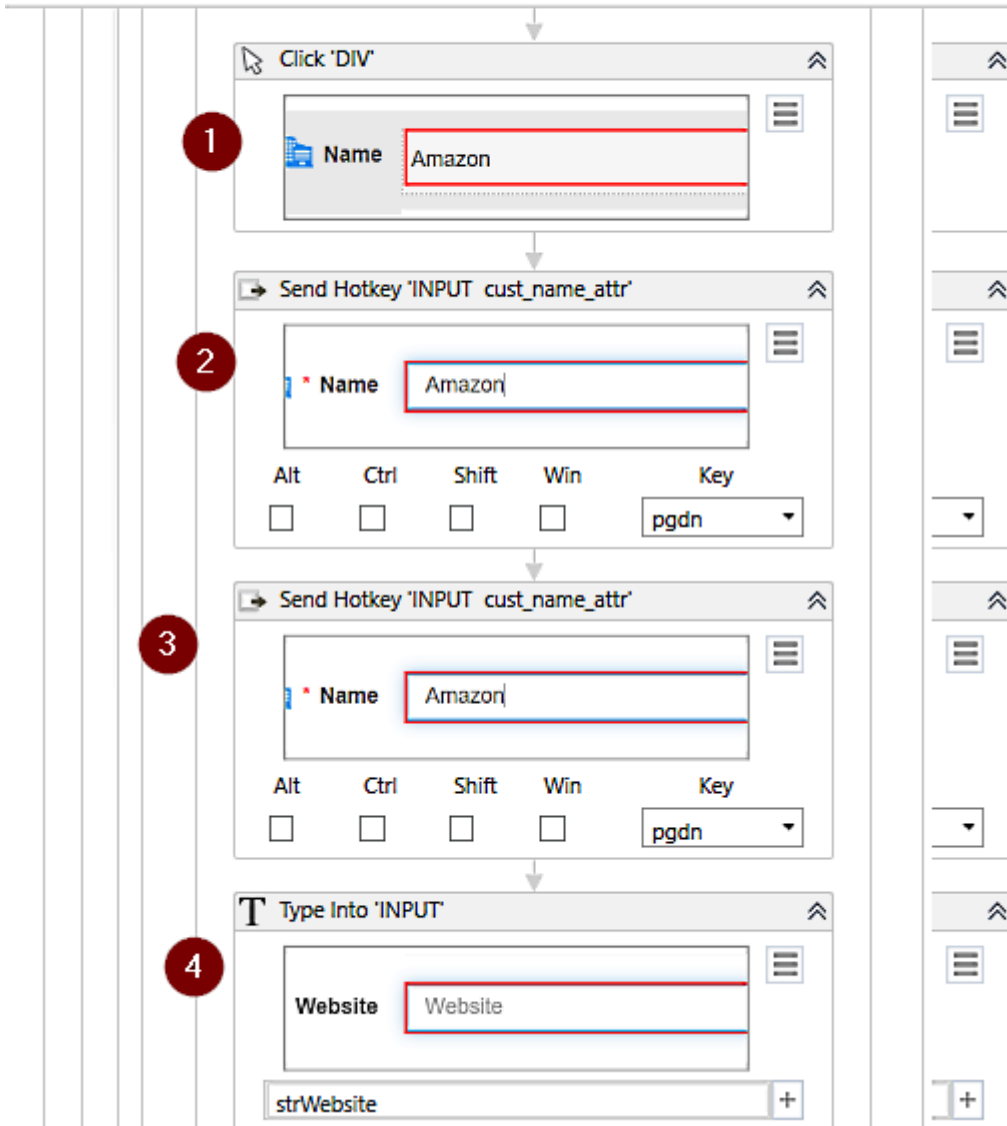 Click 'DIV'
1
Name Amazon
Send Hotkey 'INPUT cust_name_attr'
2
* Name Amazon
Alt Ctrl Shift Win Key
pgdn
Send Hotkey 'INPUT cust_name_attr'
3
* Name Amazon
Alt Ctrl Shift Win Key
pgdn
T Type Into 'INPUT'
4
Website Website
strWebsite +
+